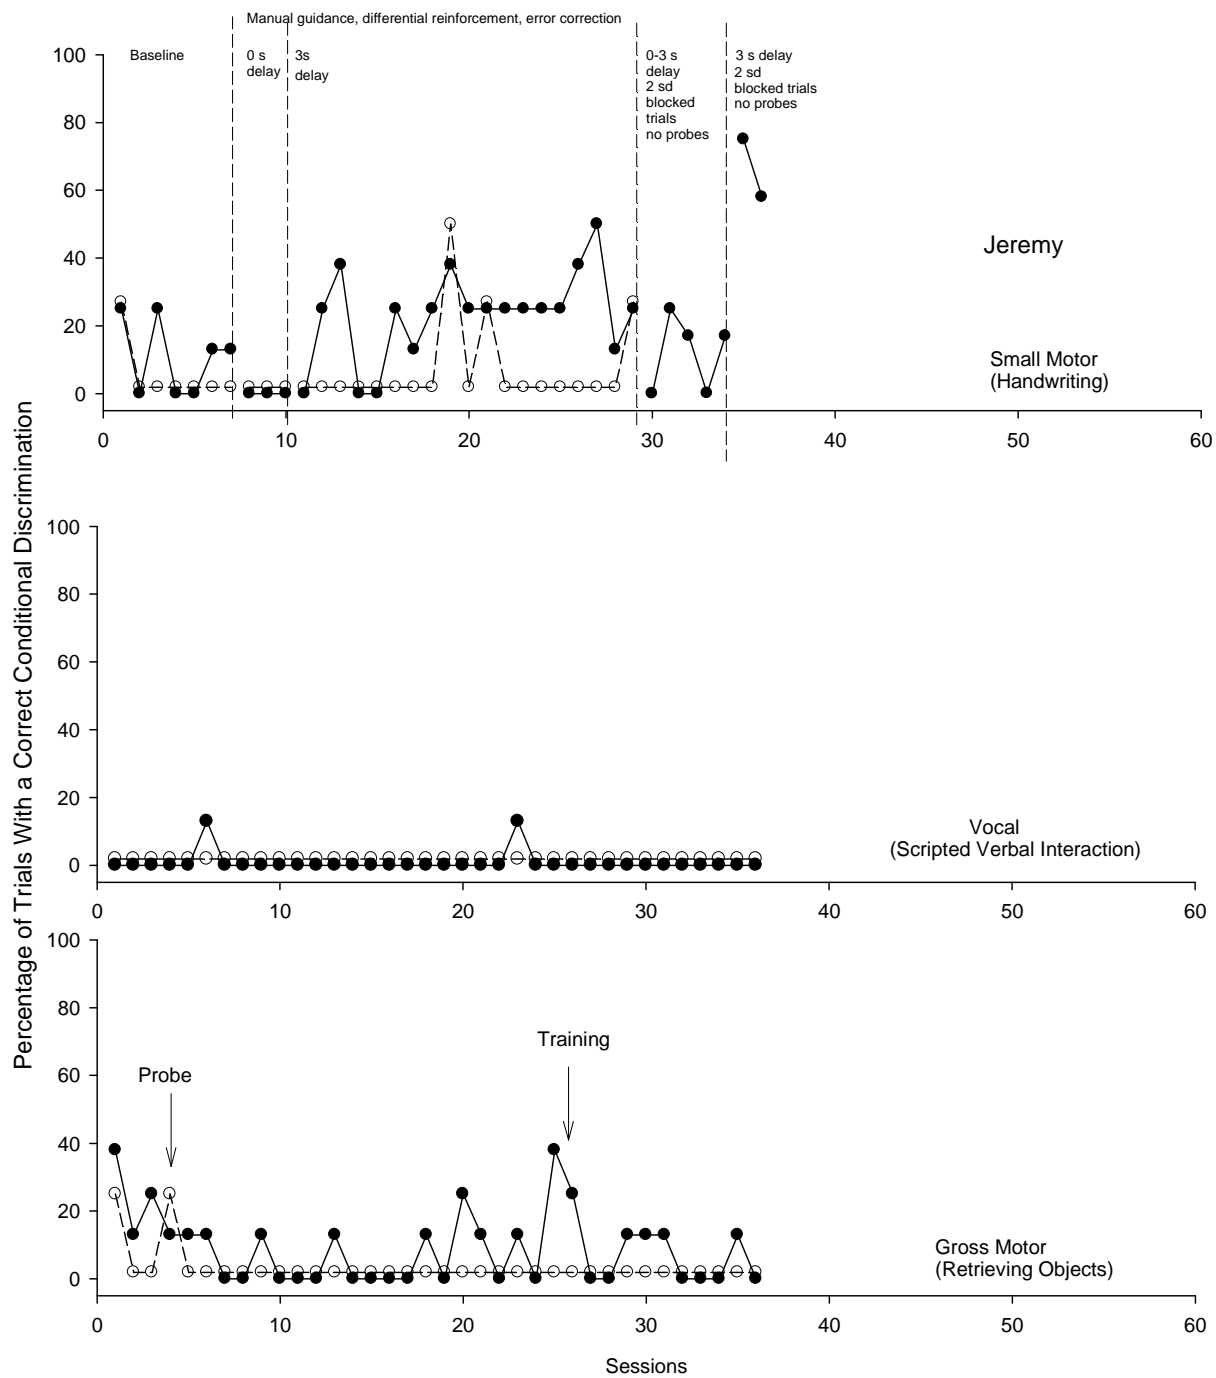 Manual guidance, differential reinforcement, error correction
Baseline
0 s
delay
3s
delay
0-3 s
delay
2 sd
blocked
trials
no probes
3 s delay
2 sd
blocked trials
no probes
100
80
60
40
20
0
Jeremy
Small Motor
(Handwriting)
0 10 20 30 40 50 60
Percentage of Trials With a Correct Conditional Discrimination
100
80
60
40
20
0
Vocal
(Scripted Verbal Interaction)
0 10 20 30 40 50 60
100
80
60
40
20
0
Probe
Training
Gross Motor
(Retrieving Objects)
0 10 20 30 40 50 60
Sessions